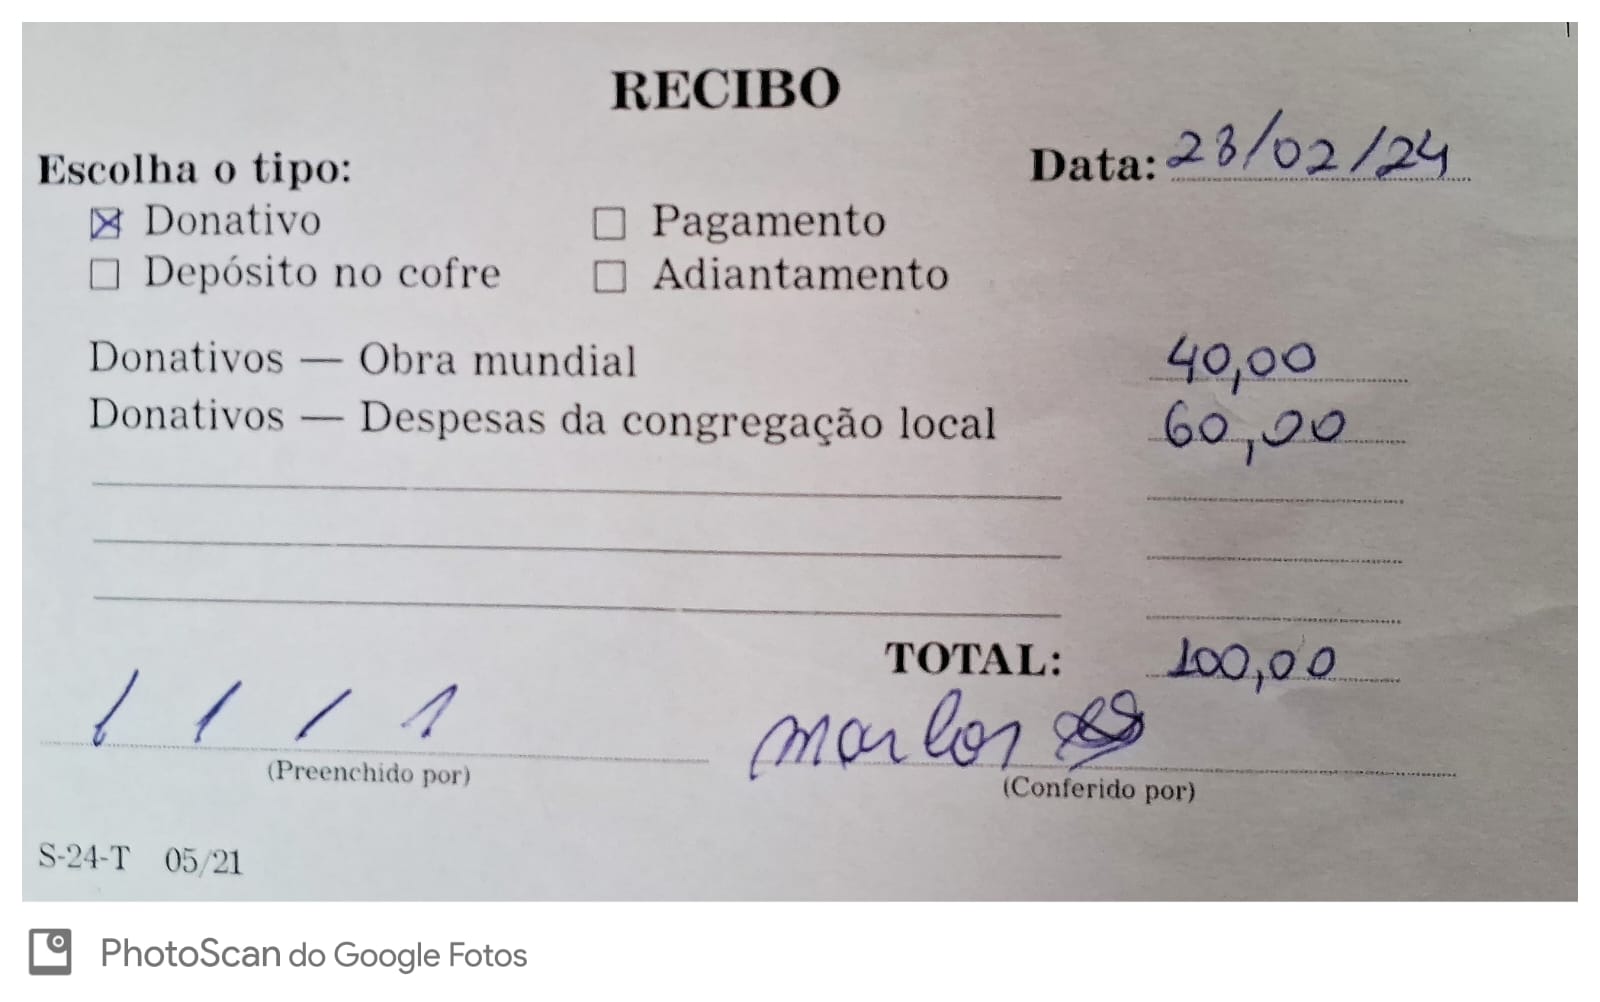 RECIBO
Escolha o tipo: Data: 28/02/24
☒ Donativo ☐ Pagamento
☐ Depósito no cofre ☐ Adiantamento
Donativos — Obra mundial 40,00
Donativos — Despesas da congregação local 60,00
TOTAL: 100,00
marlos
(Preenchido por) (Conferido por)
S-24-T 05/21
PhotoScan do Google Fotos